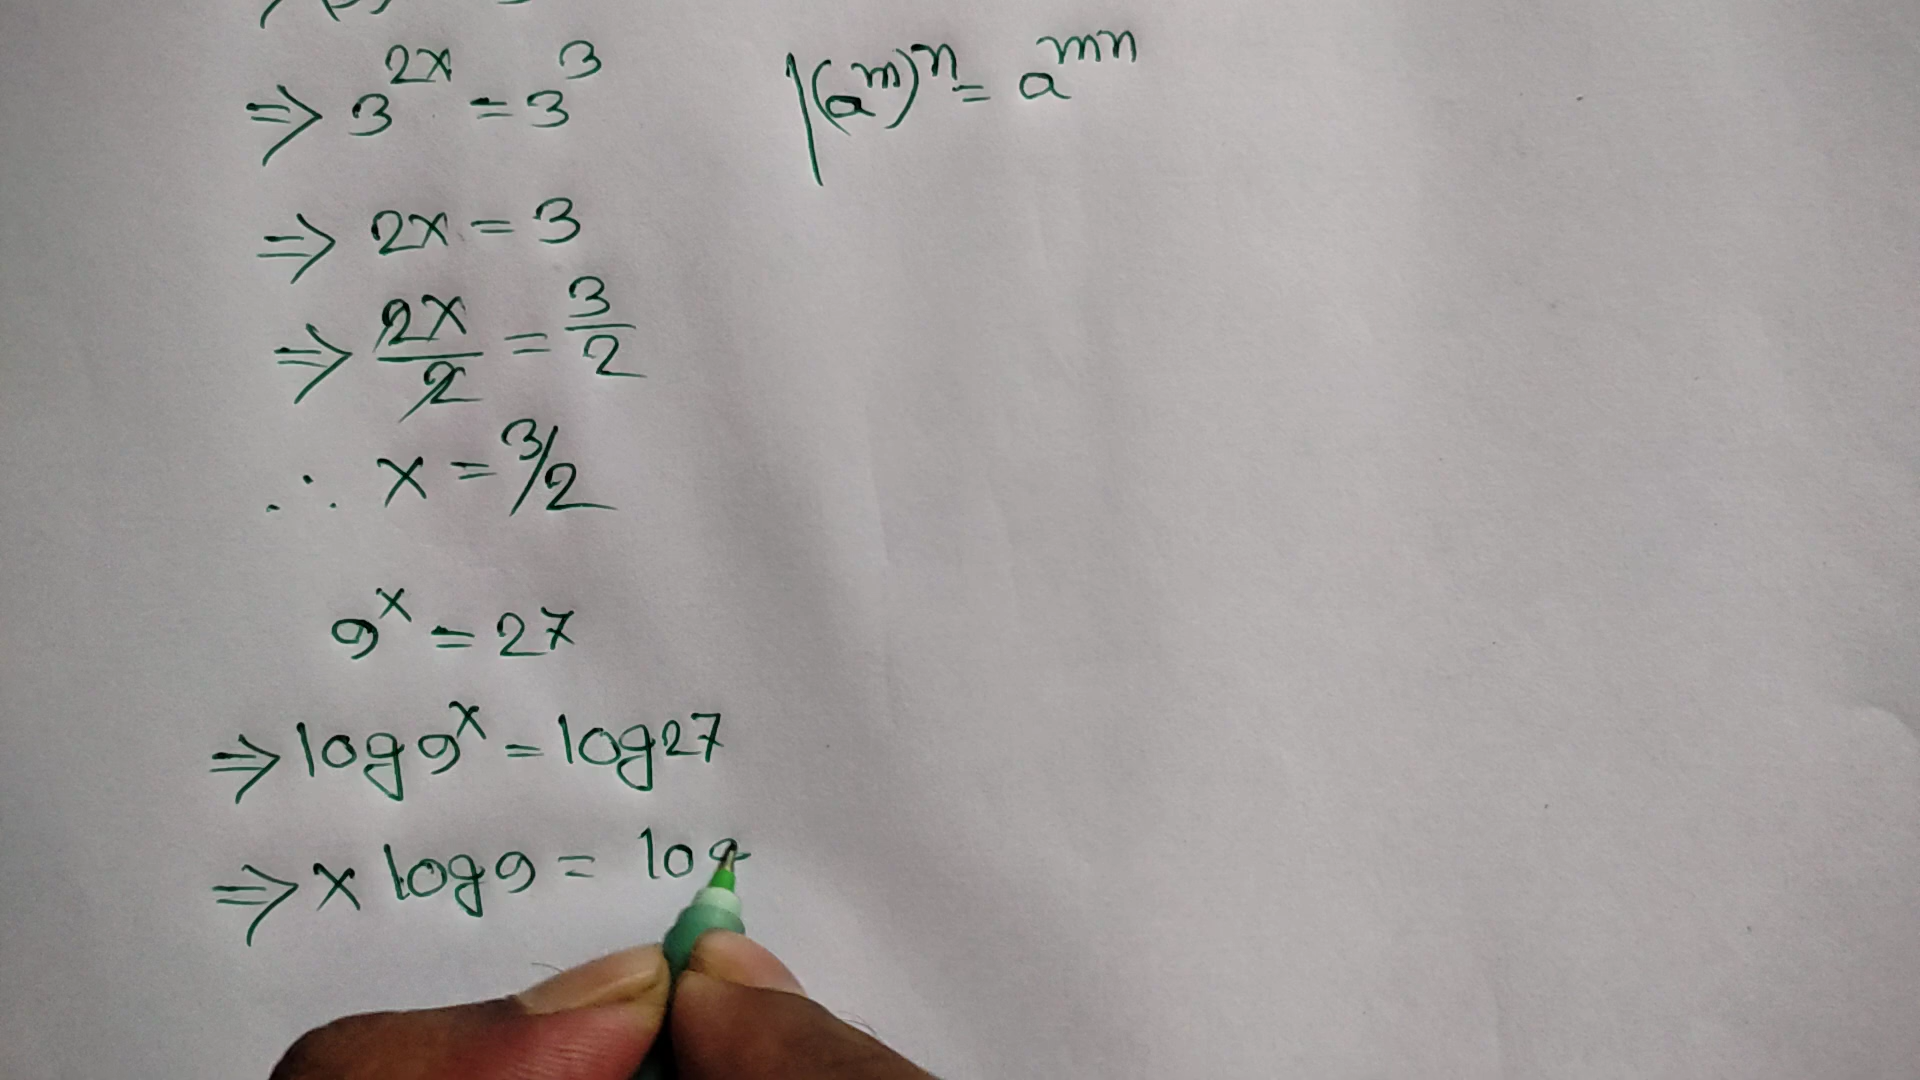 ⇒ 3^{2x} = 3^3 | (a^m)^n = a^{mn}
⇒ 2x = 3
⇒ 2x/2 = 3/2
∴ x = 3/2
9^x = 27
⇒ log 9^x = log 27
⇒ x log 9 = log